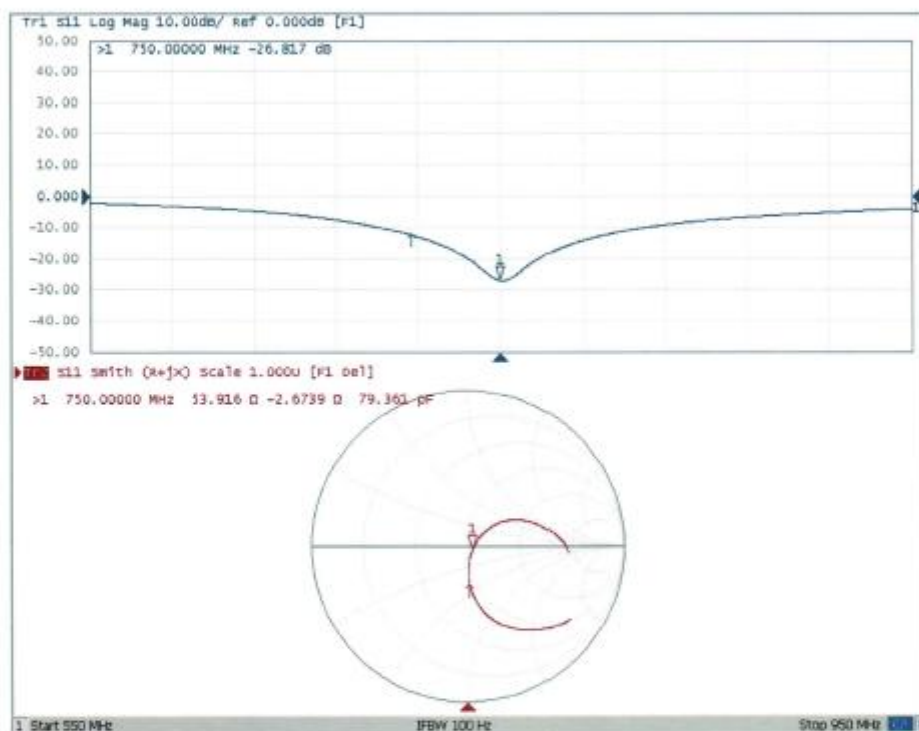 Tr1 S11 Log Mag 10.00dB/ Ref 0.000dB [F1]
50.00
>1 750.00000 MHz -26.817 dB
40.00
30.00
20.00
10.00
0.000
1
-10.00
-20.00
1
-30.00
-40.00
-50.00
S11 Smith (R+jX) Scale 1.000U [F1 Del]
>1 750.00000 MHz 53.916 Ω -2.6739 Ω 79.361 pF
1
1 Start 550 MHz IFBW 100 Hz Stop 950 MHz